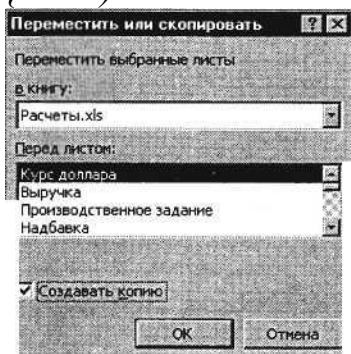 Переместить или скопировать
Переместить выбранные листы
в книгу:
Расчеты.xls
Перед листом:
Курс доллара
Выручка
Производственное задание
Надбавка
Создавать копию
OK
Отмена